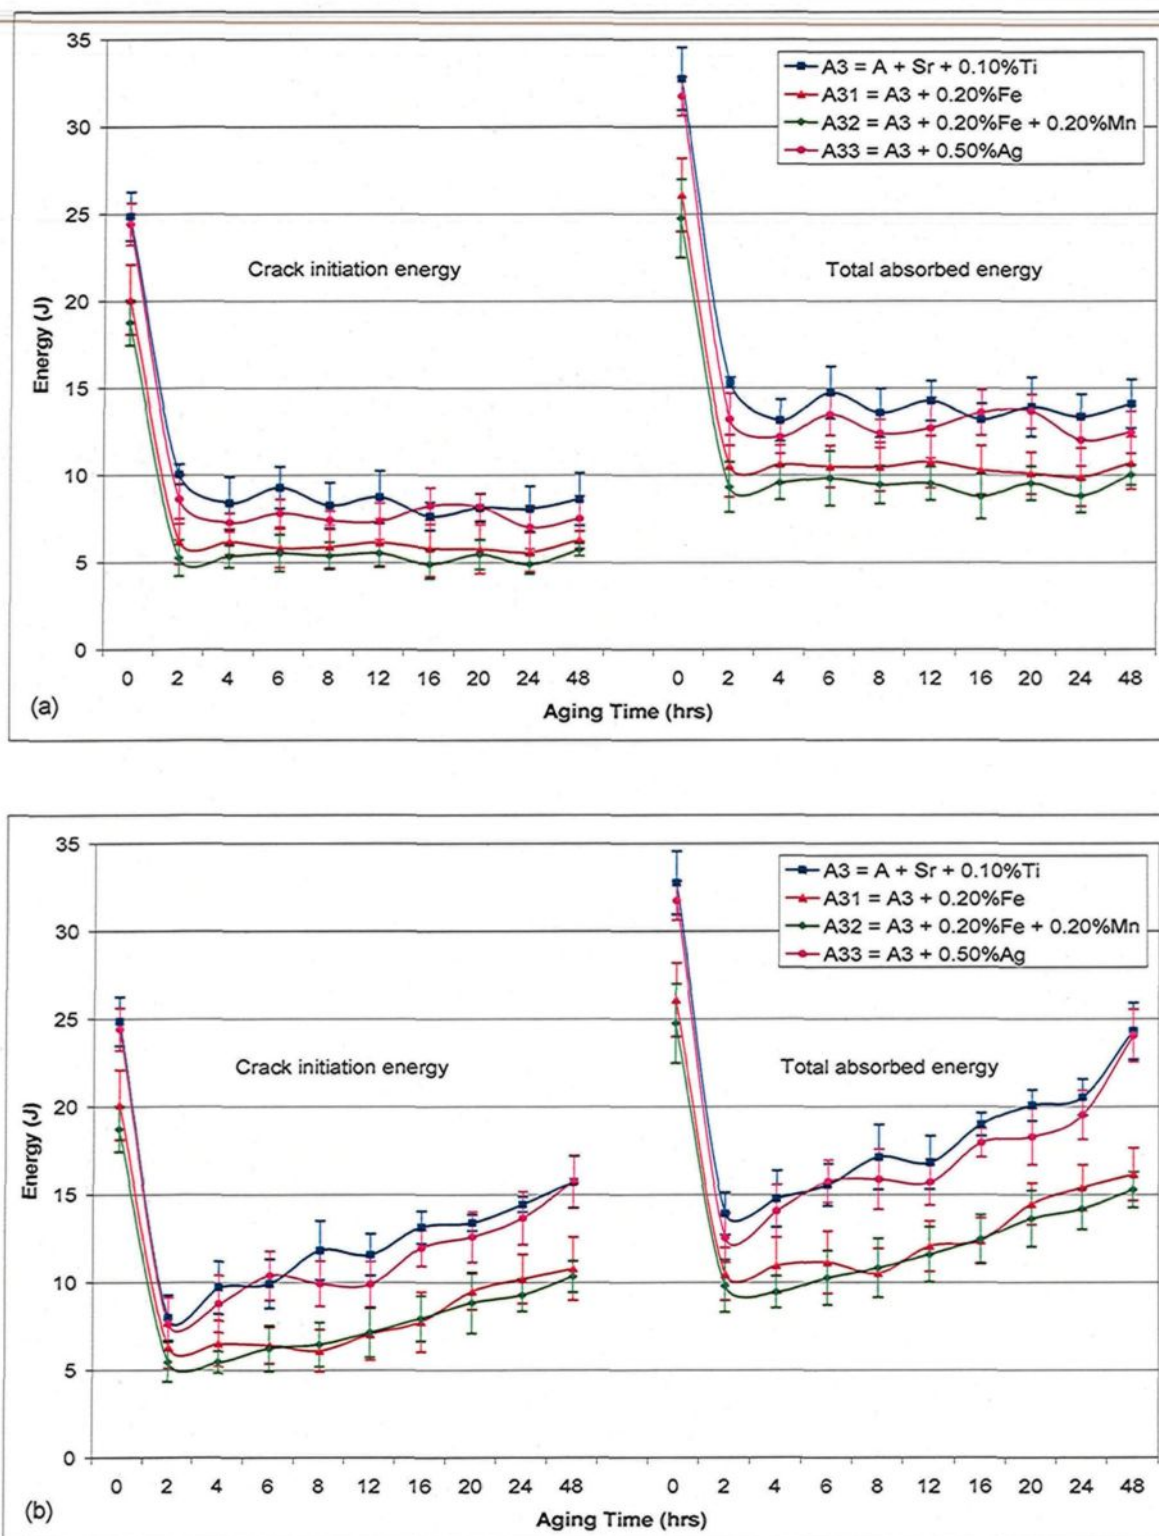 35
30
25
20
15
10
5
0
Energy (J)
A3 = A + Sr + 0.10%Ti
A31 = A3 + 0.20%Fe
A32 = A3 + 0.20%Fe + 0.20%Mn
A33 = A3 + 0.50%Ag
Crack initiation energy
Total absorbed energy
0 2 4 6 8 12 16 20 24 48 0 2 4 6 8 12 16 20 24 48
Aging Time (hrs)
(a)
35
30
25
20
15
10
5
0
Energy (J)
A3 = A + Sr + 0.10%Ti
A31 = A3 + 0.20%Fe
A32 = A3 + 0.20%Fe + 0.20%Mn
A33 = A3 + 0.50%Ag
Crack initiation energy
Total absorbed energy
0 2 4 6 8 12 16 20 24 48 0 2 4 6 8 12 16 20 24 48
Aging Time (hrs)
(b)